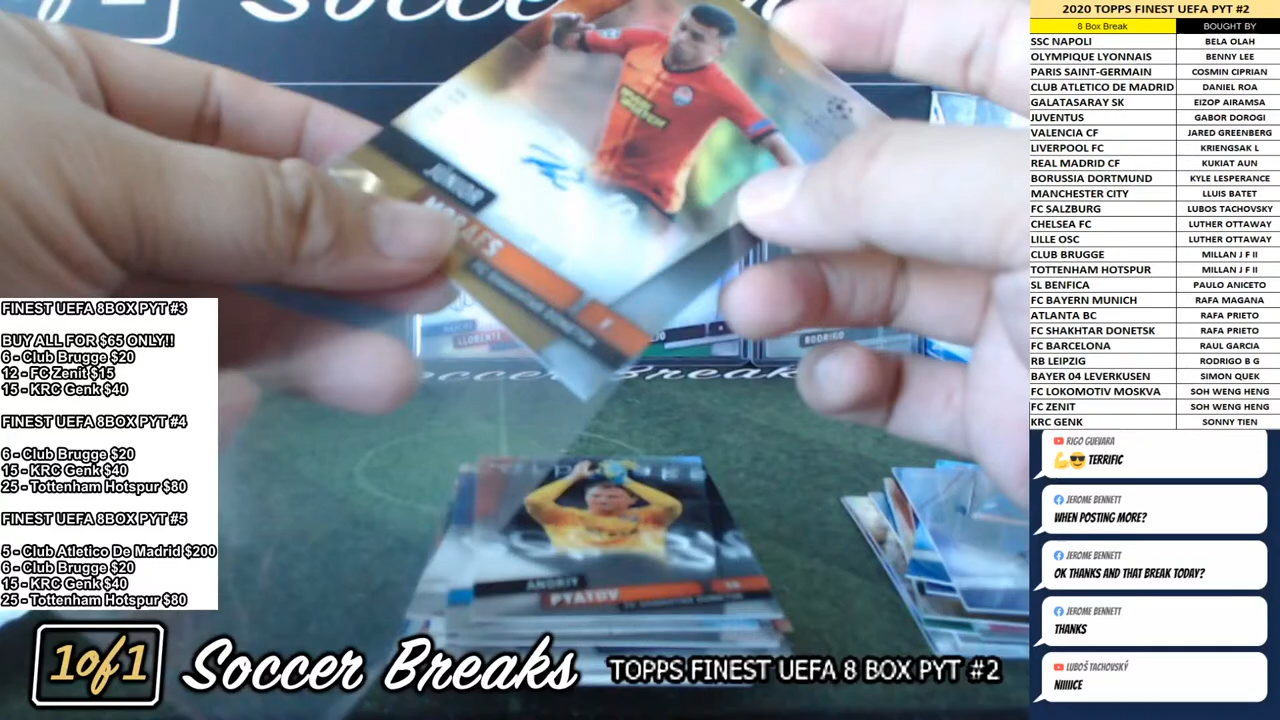 2020 TOPPS FINEST UEFA PYT #2
8 Box Break BOUGHT BY
SSC NAPOLI BELA OLAH
OLYMPIQUE LYONNAIS BENNY LEE
PARIS SAINT-GERMAIN COSMIN CIPRIAN
CLUB ATLETICO DE MADRID DANIEL ROA
GALATASARAY SK EIZOP AIRAMSA
JUVENTUS GABOR DOROGI
VALENCIA CF JARED GREENBERG
LIVERPOOL FC KRIENGSAK L
REAL MADRID CF KUKIAT AUN
BORUSSIA DORTMUND KYLE LESPERANCE
MANCHESTER CITY LLUIS BATET
FC SALZBURG LUBOS TACHOVSKY
CHELSEA FC LUTHER OTTAWAY
LILLE OSC LUTHER OTTAWAY
CLUB BRUGGE MILLAN J F II
TOTTENHAM HOTSPUR MILLAN J F II
SL BENFICA PAULO ANICETO
FC BAYERN MUNICH RAFA MAGANA
ATLANTA BC RAFA PRIETO
FC SHAKHTAR DONETSK RAFA PRIETO
FC BARCELONA RAUL GARCIA
RB LEIPZIG RODRIGO B G
BAYER 04 LEVERKUSEN SIMON QUEK
FC LOKOMOTIV MOSKVA SOH WENG HENG
FC ZENIT SOH WENG HENG
KRC GENK SONNY TIEN
RIGO GUEVARA
💪😎 TERRIFIC
JEROME BENNETT
WHEN POSTING MORE?
JEROME BENNETT
OK THANKS AND THAT BREAK TODAY?
JEROME BENNETT
THANKS
LUBOŠ TACHOVSKÝ
NIIIICE
FINEST UEFA 8BOX PYT #3
BUY ALL FOR $65 ONLY!!
6 - Club Brugge $20
12 - FC Zenit $15
15 - KRC Genk $40
FINEST UEFA 8BOX PYT #4
6 - Club Brugge $20
15 - KRC Genk $40
25 - Tottenham Hotspur $80
FINEST UEFA 8BOX PYT #5
5 - Club Atletico De Madrid $200
6 - Club Brugge $20
15 - KRC Genk $40
25 - Tottenham Hotspur $80
JUNIOR
MORAES
LLORENTE
RODRYGO
ANDRIY
PYATOV
1of1 Soccer Breaks TOPPS FINEST UEFA 8 BOX PYT #2